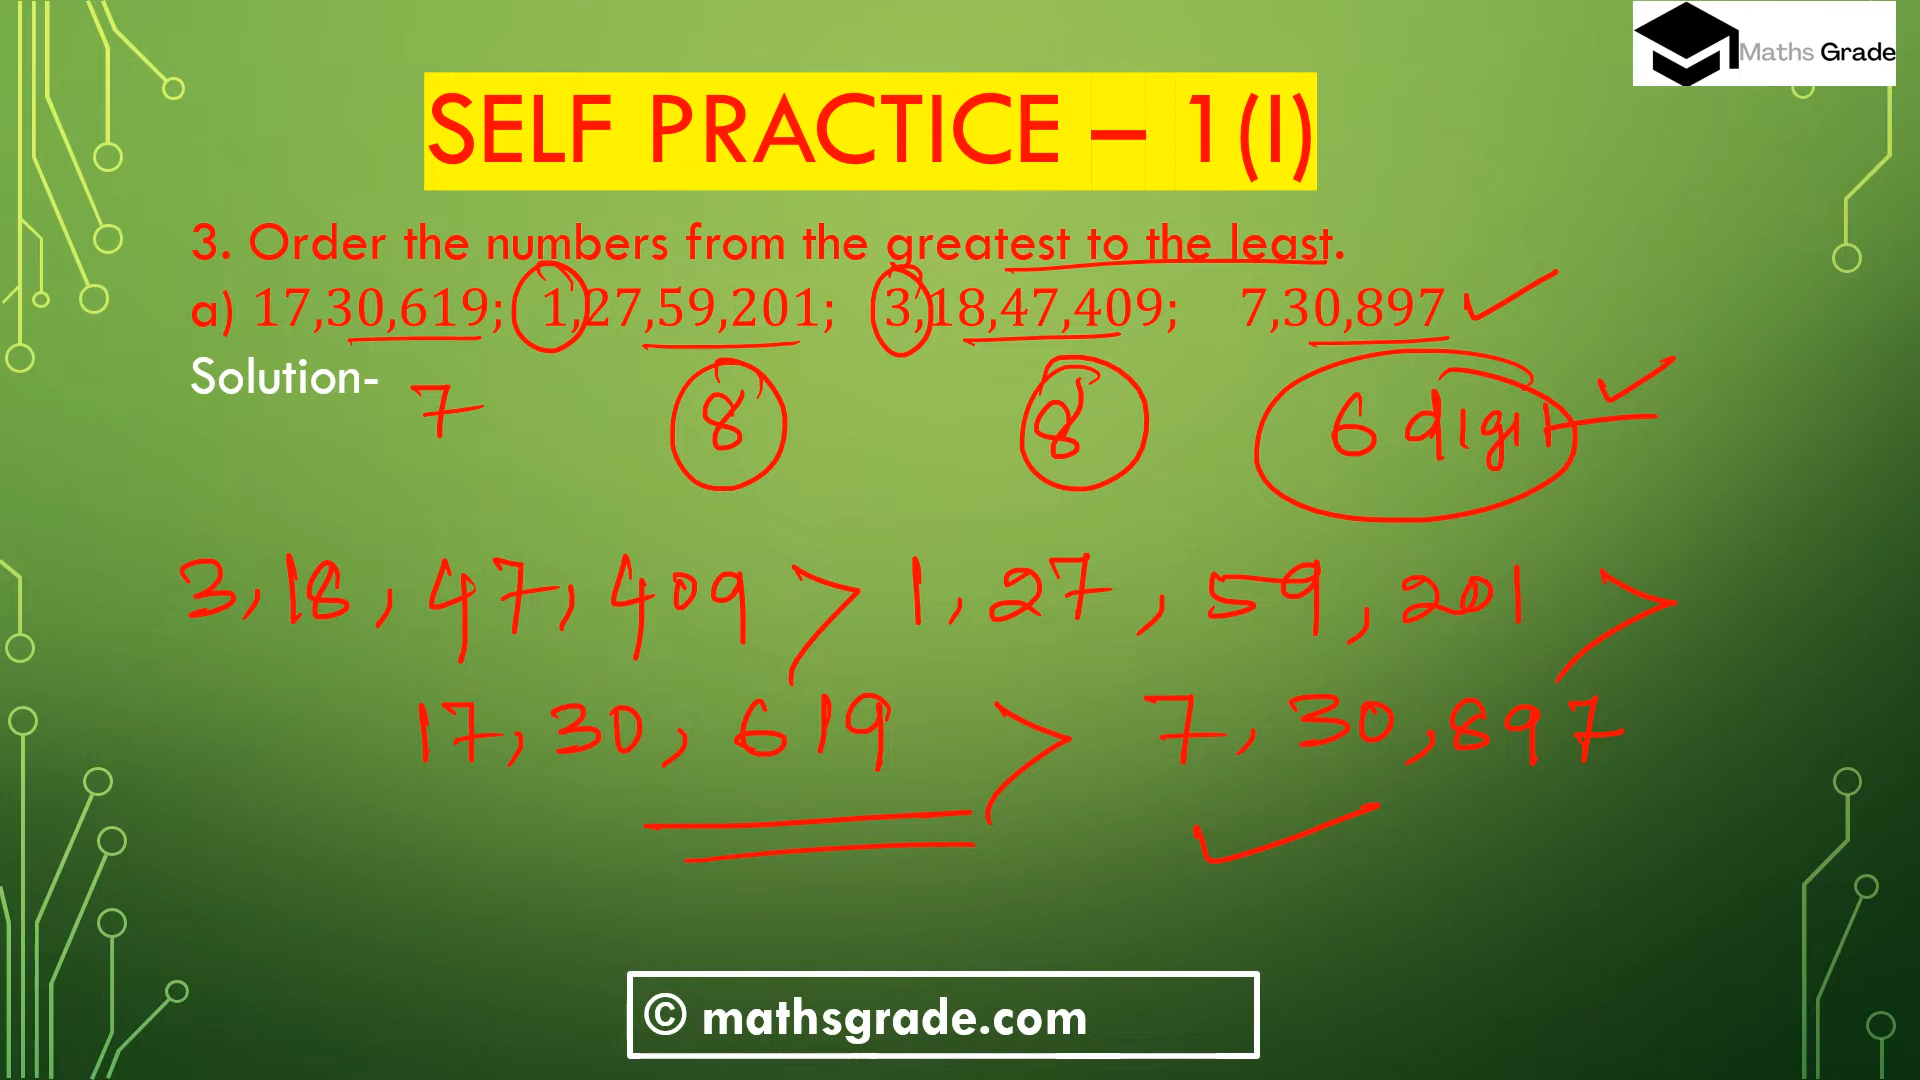 Maths Grade
SELF PRACTICE – 1(I)
3. Order the numbers from the greatest to the least.
a) 17,30,619; 1,27,59,201; 3,18,47,409; 7,30,897
Solution-
7 8 8 6 digit
3,18,47,409 > 1,27,59,201 >
17,30,619 > 7,30,897
© mathsgrade.com